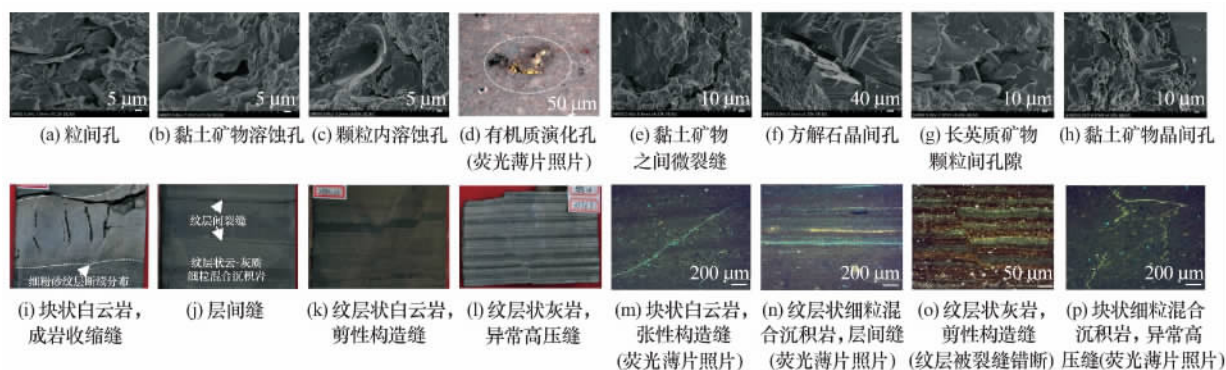 5 μm
5 μm
5 μm
50 μm
10 μm
40 μm
10 μm
10 μm
(a) 粒间孔
(b) 黏土矿物溶蚀孔
(c) 颗粒内溶蚀孔
(d) 有机质演化孔
(荧光薄片照片)
(e) 黏土矿物
之间微裂缝
(f) 方解石晶间孔
(g) 长英质矿物
颗粒间孔隙
(h) 黏土矿物晶间孔
细粉砂纹层断续分布
纹层间裂缝
纹层状云-灰质
细粒混合沉积岩
200 μm
200 μm
50 μm
200 μm
(i) 块状白云岩,
成岩收缩缝
(j) 层间缝
(k) 纹层状白云岩,
剪性构造缝
(l) 纹层状灰岩,
异常高压缝
(m) 块状白云岩,
张性构造缝
(荧光薄片照片)
(n) 纹层状细粒混
合沉积岩, 层间缝
(荧光薄片照片)
(o) 纹层状灰岩,
剪性构造缝
(纹层被裂缝错断)
(p) 块状细粒混合
沉积岩, 异常高
压缝(荧光薄片照片)